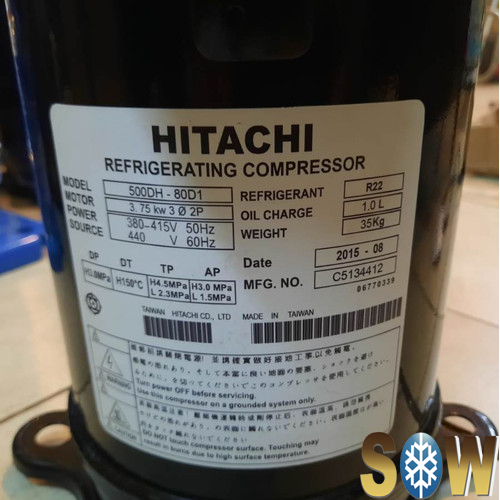 HITACHI
REFRIGERATING COMPRESSOR
MODEL 500DH - 80D1
MOTOR 3.75 kw 3 Ø 2P
POWER 380~415V 50Hz
SOURCE 440 V 60Hz
REFRIGERANT R22
OIL CHARGE 1.0 L
WEIGHT 35Kg
DP DT TP AP
H3.0MPa H150°C H4.5MPa H3.0 MPa
L 2.3MPa L 1.5MPa
Date 2015 - 08
MFG. NO. C5134412
06770339
TAIWAN HITACHI CO., LTD MADE IN TAIWAN
Turn power OFF before servicing.
Use this compressor on a grounded system only.
DO NOT touch compressor surface. Touching may
result in burns due to high surface temperature.
SOW